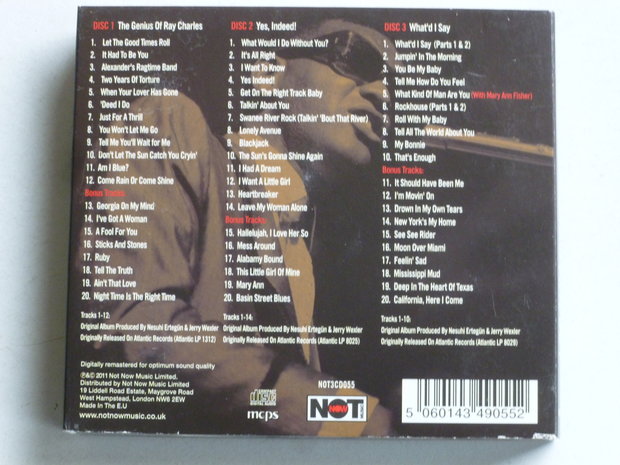 DISC 1 The Genius Of Ray Charles
1. Let The Good Times Roll
2. It Had To Be You
3. Alexander's Ragtime Band
4. Two Years Of Torture
5. When Your Lover Has Gone
6. 'Deed I Do
7. Just For A Thrill
8. You Won't Let Me Go
9. Tell Me You'll Wait For Me
10. Don't Let The Sun Catch You Cryin'
11. Am I Blue?
12. Come Rain Or Come Shine
Bonus Tracks:
13. Georgia On My Mind
14. I've Got A Woman
15. A Fool For You
16. Sticks And Stones
17. Ruby
18. Tell The Truth
19. Ain't That Love
20. Night Time Is The Right Time
Tracks 1-12:
Original Album Produced By Nesuhi Ertegün & Jerry Wexler
Originally Released On Atlantic Records (Atlantic LP 1312)
DISC 2 Yes, Indeed!
1. What Would I Do Without You?
2. It's All Right
3. I Want To Know
4. Yes Indeed!
5. Get On The Right Track Baby
6. Talkin' About You
7. Swanee River Rock (Talkin' 'Bout That River)
8. Lonely Avenue
9. Blackjack
10. The Sun's Gonna Shine Again
11. I Had A Dream
12. I Want A Little Girl
13. Heartbreaker
14. Leave My Woman Alone
Bonus Tracks:
15. Hallelujah, I Love Her So
16. Mess Around
17. Alabamy Bound
18. This Little Girl Of Mine
19. Mary Ann
20. Basin Street Blues
Tracks 1-14:
Original Album Produced By Nesuhi Ertegün & Jerry Wexler
Originally Released On Atlantic Records (Atlantic LP 8025)
DISC 3 What'd I Say
1. What'd I Say (Parts 1 & 2)
2. Jumpin' In The Morning
3. You Be My Baby
4. Tell Me How Do You Feel
5. What Kind Of Man Are You (With Mary Ann Fisher)
6. Rockhouse (Parts 1 & 2)
7. Roll With My Baby
8. Tell All The World About You
9. My Bonnie
10. That's Enough
Bonus Tracks:
11. It Should Have Been Me
12. I'm Movin' On
13. Drown In My Own Tears
14. New York's My Home
15. See See Rider
16. Moon Over Miami
17. Feelin' Sad
18. Mississippi Mud
19. Deep In The Heart Of Texas
20. California, Here I Come
Tracks 1-10:
Original Album Produced By Nesuhi Ertegün & Jerry Wexler
Originally Released On Atlantic Records (Atlantic LP 8029)
Digitally remastered for optimum sound quality
℗ & © 2011 Not Now Music Limited.
Distributed by Not Now Music Limited
19 Liddell Road Estate, Maygrove Road
West Hampstead, London NW6 2EW
Made In The E.U
www.notnowmusic.co.uk
mcps
NOT3CD055
NOT NOW MUSIC
5 060143 490552